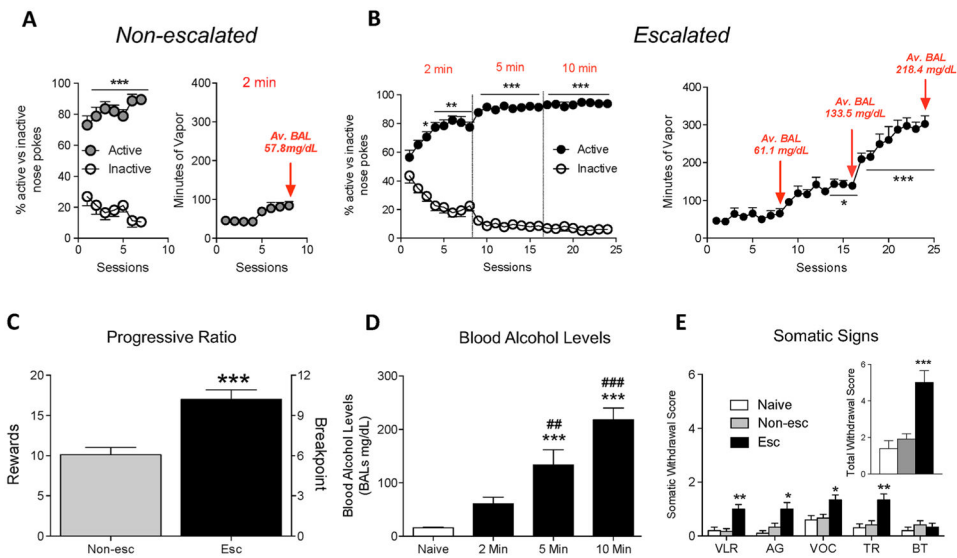 A
Non-escalated
% active vs inactive
nose pokes
100
80
60
40
20
0
***
Active
Inactive
0 5 10
Sessions
Minutes of Vapor
400
300
200
100
0
2 min
Av. BAL
57.8mg/dL
0 5 10
Sessions
B
Escalated
% active vs inactive
nose pokes
100
80
60
40
20
0
2 min
5 min
10 min
*
**
***
***
Active
Inactive
0 5 10 15 20 25
Sessions
Minutes of Vapor
400
300
200
100
0
Av. BAL
61.1 mg/dL
Av. BAL
133.5 mg/dL
Av. BAL
218.4 mg/dL
*
***
0 5 10 15 20 25
Sessions
C
Progressive Ratio
Rewards
20
15
10
5
0
***
12
9
6
3
0
Breakpoint
Non-esc Esc
D
Blood Alcohol Levels
Blood Alcohol Levels
(BALs mg/dL)
300
200
100
0
##
***
###
***
Naive 2 Min 5 Min 10 Min
E
Somatic Signs
Somatic Withdrawal Score
6
4
2
0
Naive
Non-esc
Esc
** * * **
VLR AG VOC TR BT
Total Withdrawal Score
6
4
2
0
***